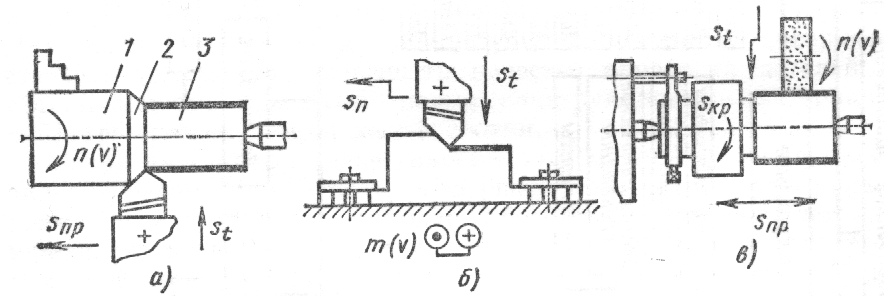 1 2 3
n(v)
sпр
st
а)
sп
st
m(v)
б)
st
n(v)
sкр
sпр
в)